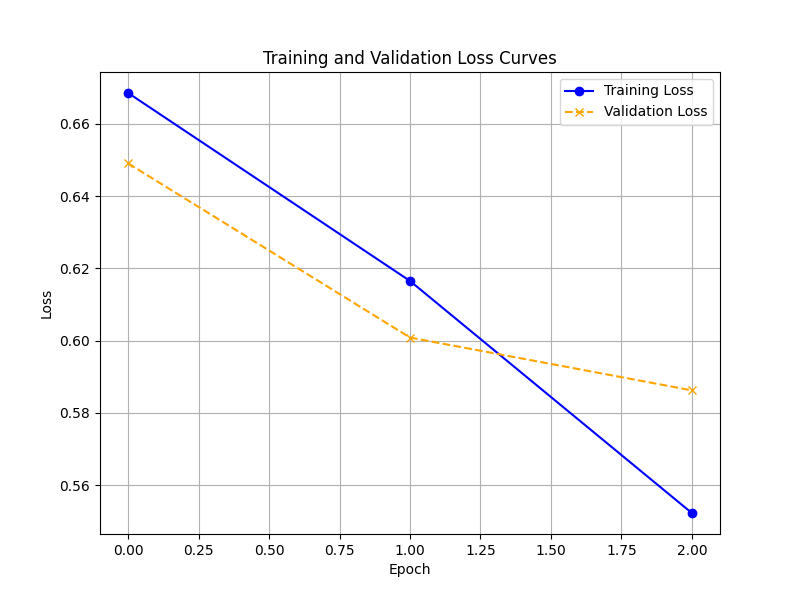 Training and Validation Loss Curves
Training Loss
Validation Loss
0.66
0.64
0.62
0.60
0.58
0.56
Loss
0.00 0.25 0.50 0.75 1.00 1.25 1.50 1.75 2.00
Epoch